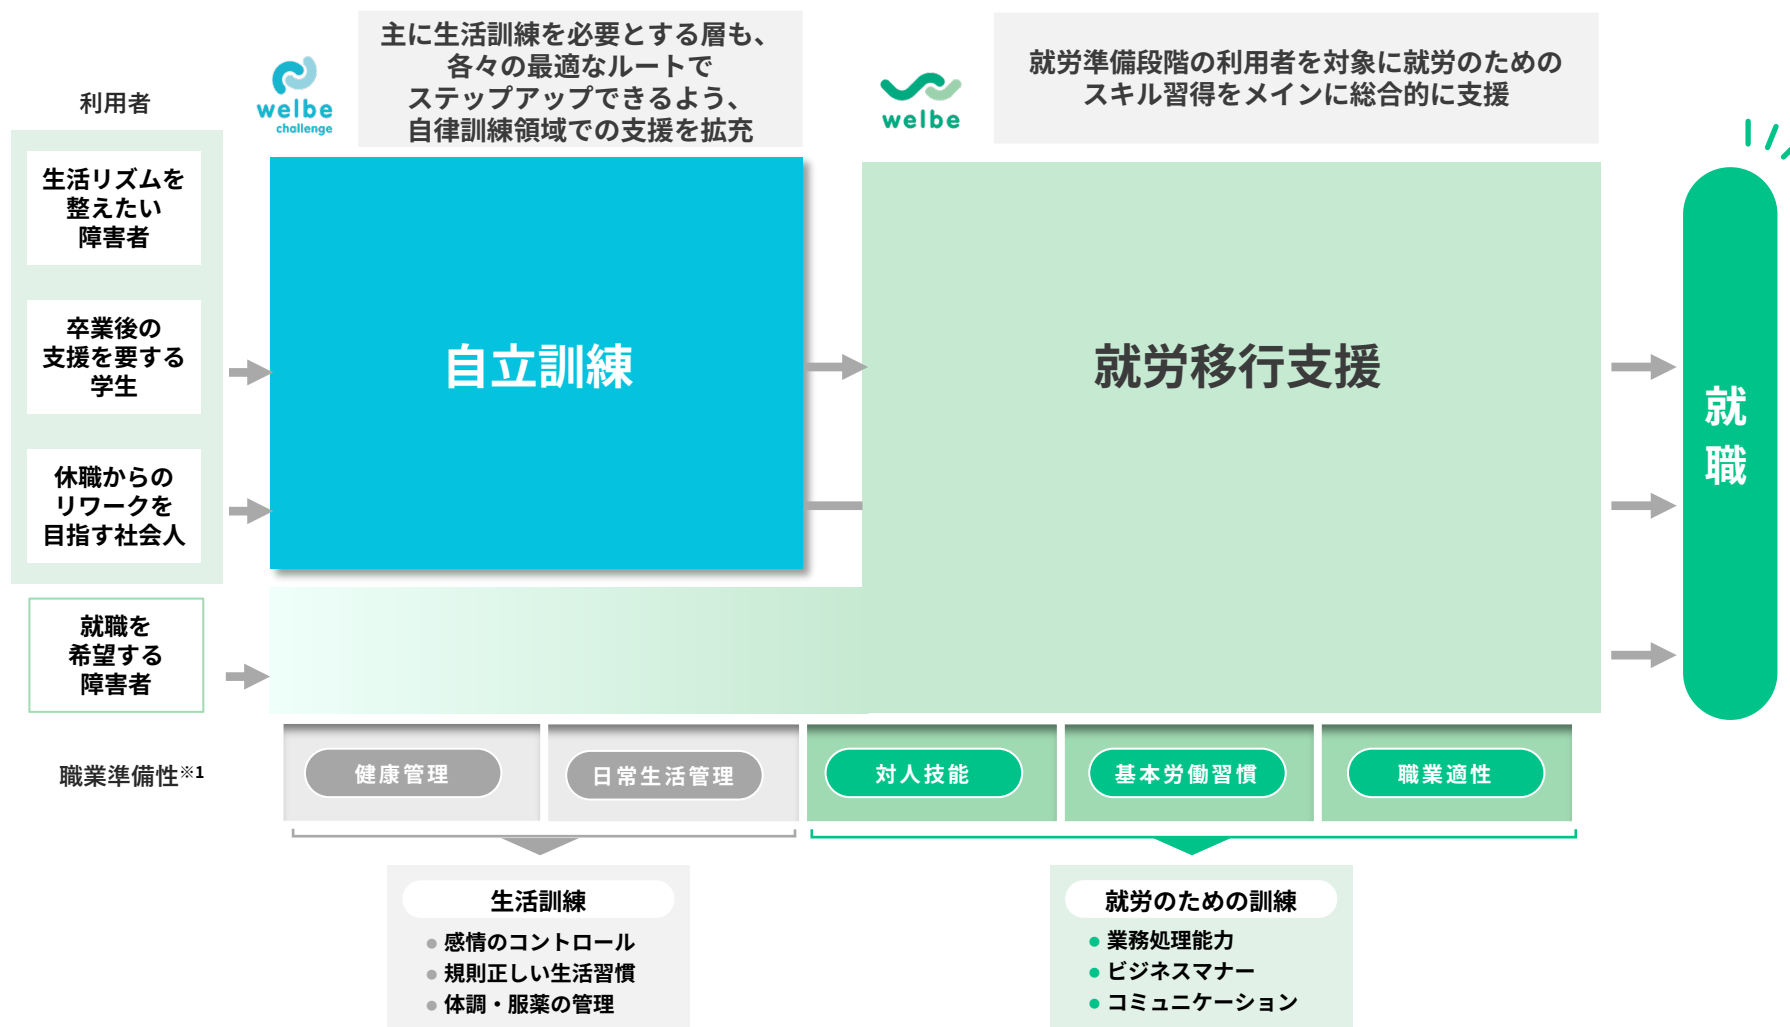 利用者
welbe
challenge
主に生活訓練を必要とする層も、
各々の最適なルートで
ステップアップできるよう、
自律訓練領域での支援を拡充
welbe
就労準備段階の利用者を対象に就労のための
スキル習得をメインに総合的に支援
生活リズムを
整えたい
障害者
卒業後の
支援を要する
学生
休職からの
リワークを
目指す社会人
就職を
希望する
障害者
自立訓練
就労移行支援
就
職
職業準備性※1
健康管理
日常生活管理
対人技能
基本労働習慣
職業適性
生活訓練
● 感情のコントロール
● 規則正しい生活習慣
● 体調・服薬の管理
就労のための訓練
● 業務処理能力
● ビジネスマナー
● コミュニケーション